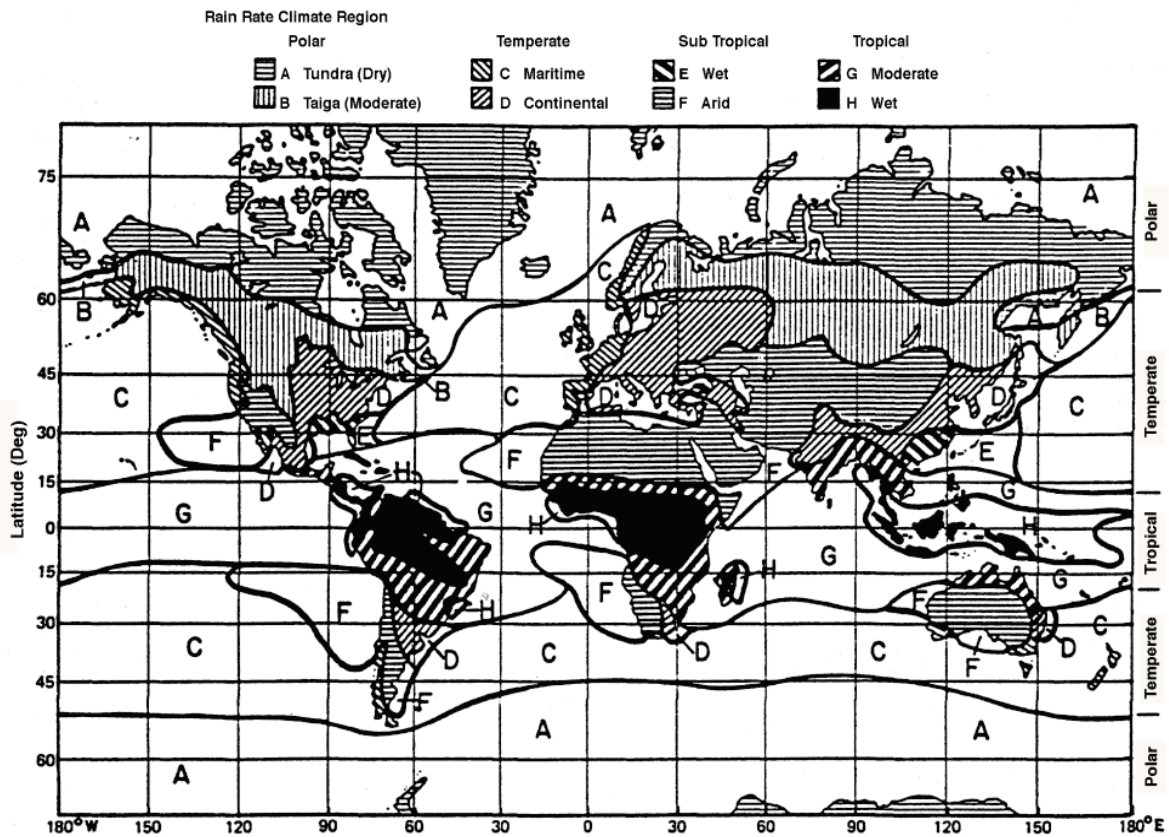 Rain Rate Climate Region
Polar Temperate Sub Tropical Tropical
A Tundra (Dry) C Maritime E Wet G Moderate
B Taiga (Moderate) D Continental F Arid H Wet
75
A
A
A
Polar
C
60
B
A
D
A
B
45
C
D
B
C
D
D
C
Temperate
30
F
E
F
F
E
D
H
15
G
G
G
Latitude (Deg)
0
H
G
H
Tropical
15
F
F
H
G
F
H
30
C
D
C
D
C
F
D
C
Temperate
45
F
A
A
60
A
Polar
180°W 150 120 90 60 30 0 30 60 90 120 150 180°E